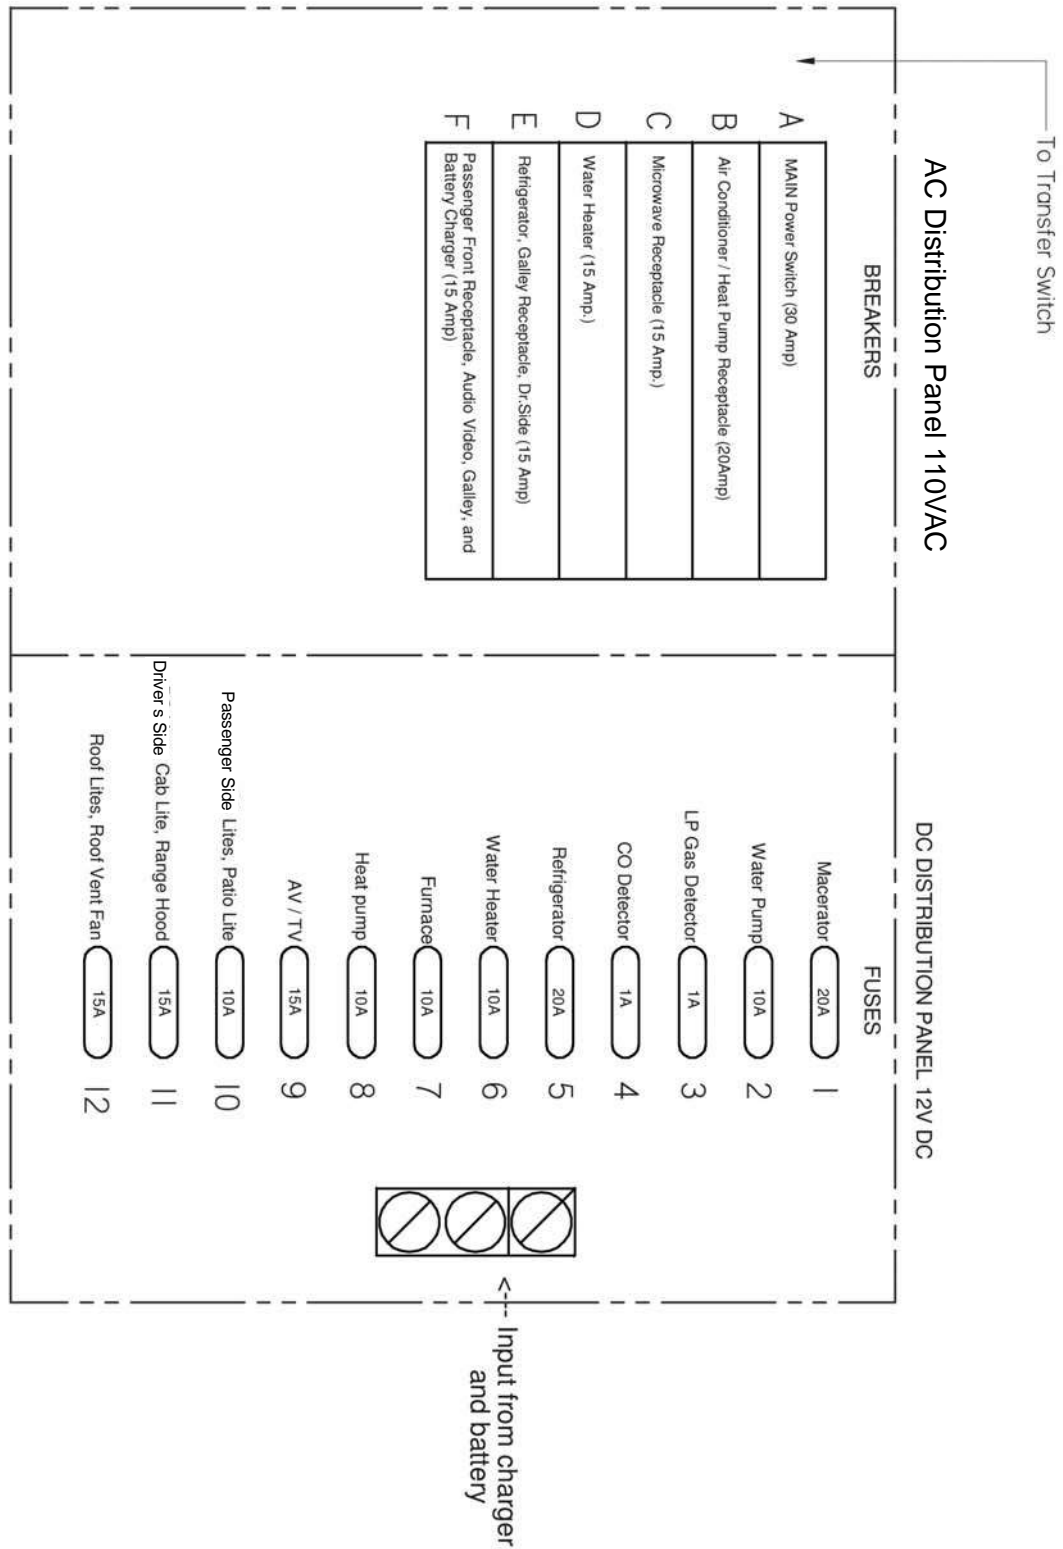 To Transfer Switch
AC Distribution Panel 110VAC
BREAKERS
A MAIN Power Switch (30 Amp)
B Air Conditioner / Heat Pump Receptacle (20Amp)
C Microwave Receptacle (15 Amp.)
D Water Heater (15 Amp.)
E Refrigerator, Galley Receptacle, Dr.Side (15 Amp)
F Passenger Front Receptacle, Audio Video, Galley, and
Battery Charger (15 Amp)
DC DISTRIBUTION PANEL 12V DC
FUSES
Macerator 20A 1
Water Pump 10A 2
LP Gas Detector 1A 3
CO Detector 1A 4
Refrigerator 20A 5
Water Heater 10A 6
Furnace 10A 7
Heat pump 10A 8
AV / TV 15A 9
Passenger Side Lites, Patio Lite 10A 10
Driver s Side Cab Lite, Range Hood 15A 11
Roof Lites, Roof Vent Fan 15A 12
<--- Input from charger
and battery